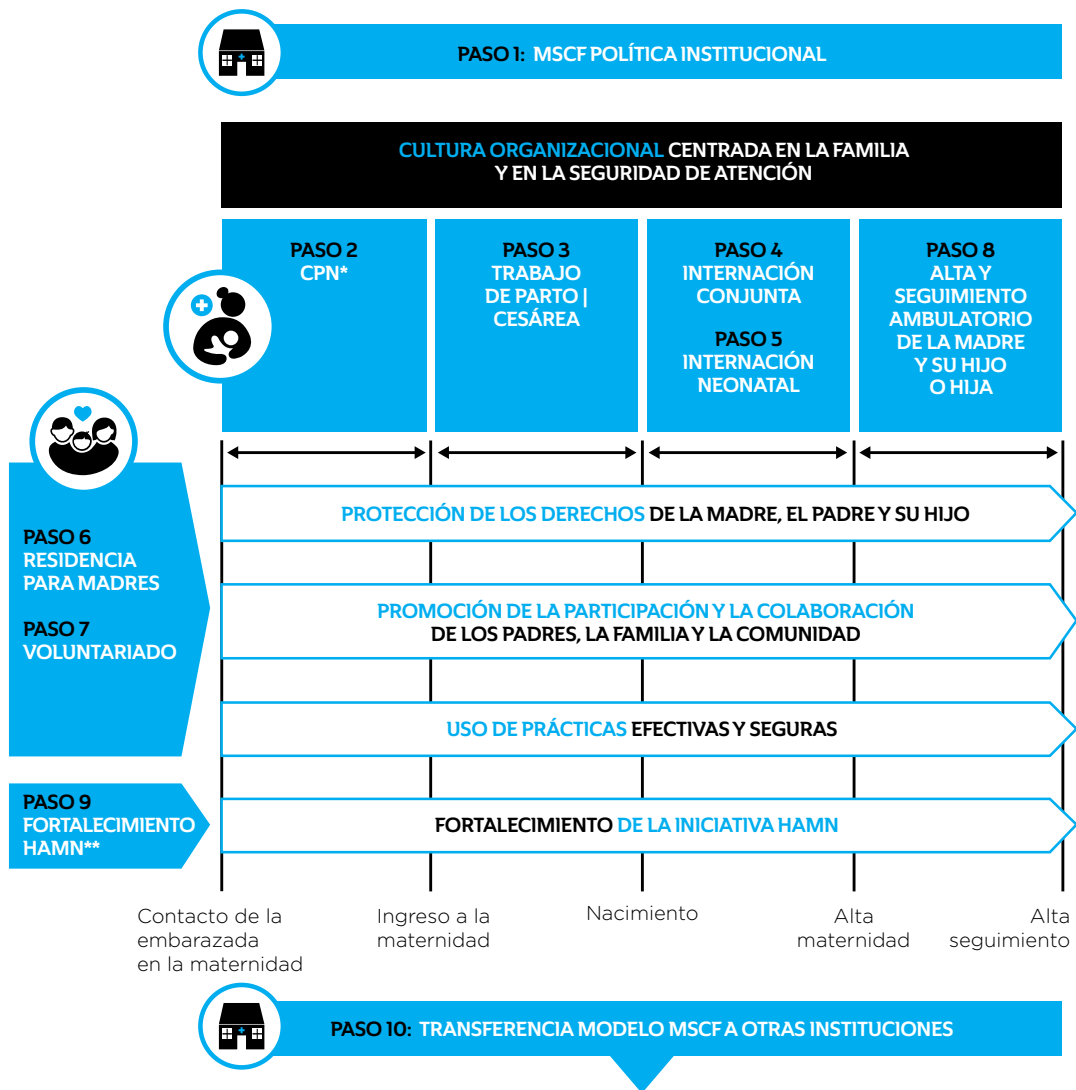 PASO 1: MSCF POLÍTICA INSTITUCIONAL
CULTURA ORGANIZACIONAL CENTRADA EN LA FAMILIA
Y EN LA SEGURIDAD DE ATENCIÓN
PASO 2
CPN*
PASO 3
TRABAJO
DE PARTO |
CESÁREA
PASO 4
INTERNACIÓN
CONJUNTA
PASO 5
INTERNACIÓN
NEONATAL
PASO 8
ALTA Y
SEGUIMIENTO
AMBULATORIO
DE LA MADRE
Y SU HIJO
O HIJA
PASO 6
RESIDENCIA
PARA MADRES
PASO 7
VOLUNTARIADO
PROTECCIÓN DE LOS DERECHOS DE LA MADRE, EL PADRE Y SU HIJO
PROMOCIÓN DE LA PARTICIPACIÓN Y LA COLABORACIÓN
DE LOS PADRES, LA FAMILIA Y LA COMUNIDAD
USO DE PRÁCTICAS EFECTIVAS Y SEGURAS
PASO 9
FORTALECIMIENTO
HAMN**
FORTALECIMIENTO DE LA INICIATIVA HAMN
Contacto de la
embarazada
en la maternidad
Ingreso a la
maternidad
Nacimiento
Alta
maternidad
Alta
seguimiento
PASO 10: TRANSFERENCIA MODELO MSCF A OTRAS INSTITUCIONES